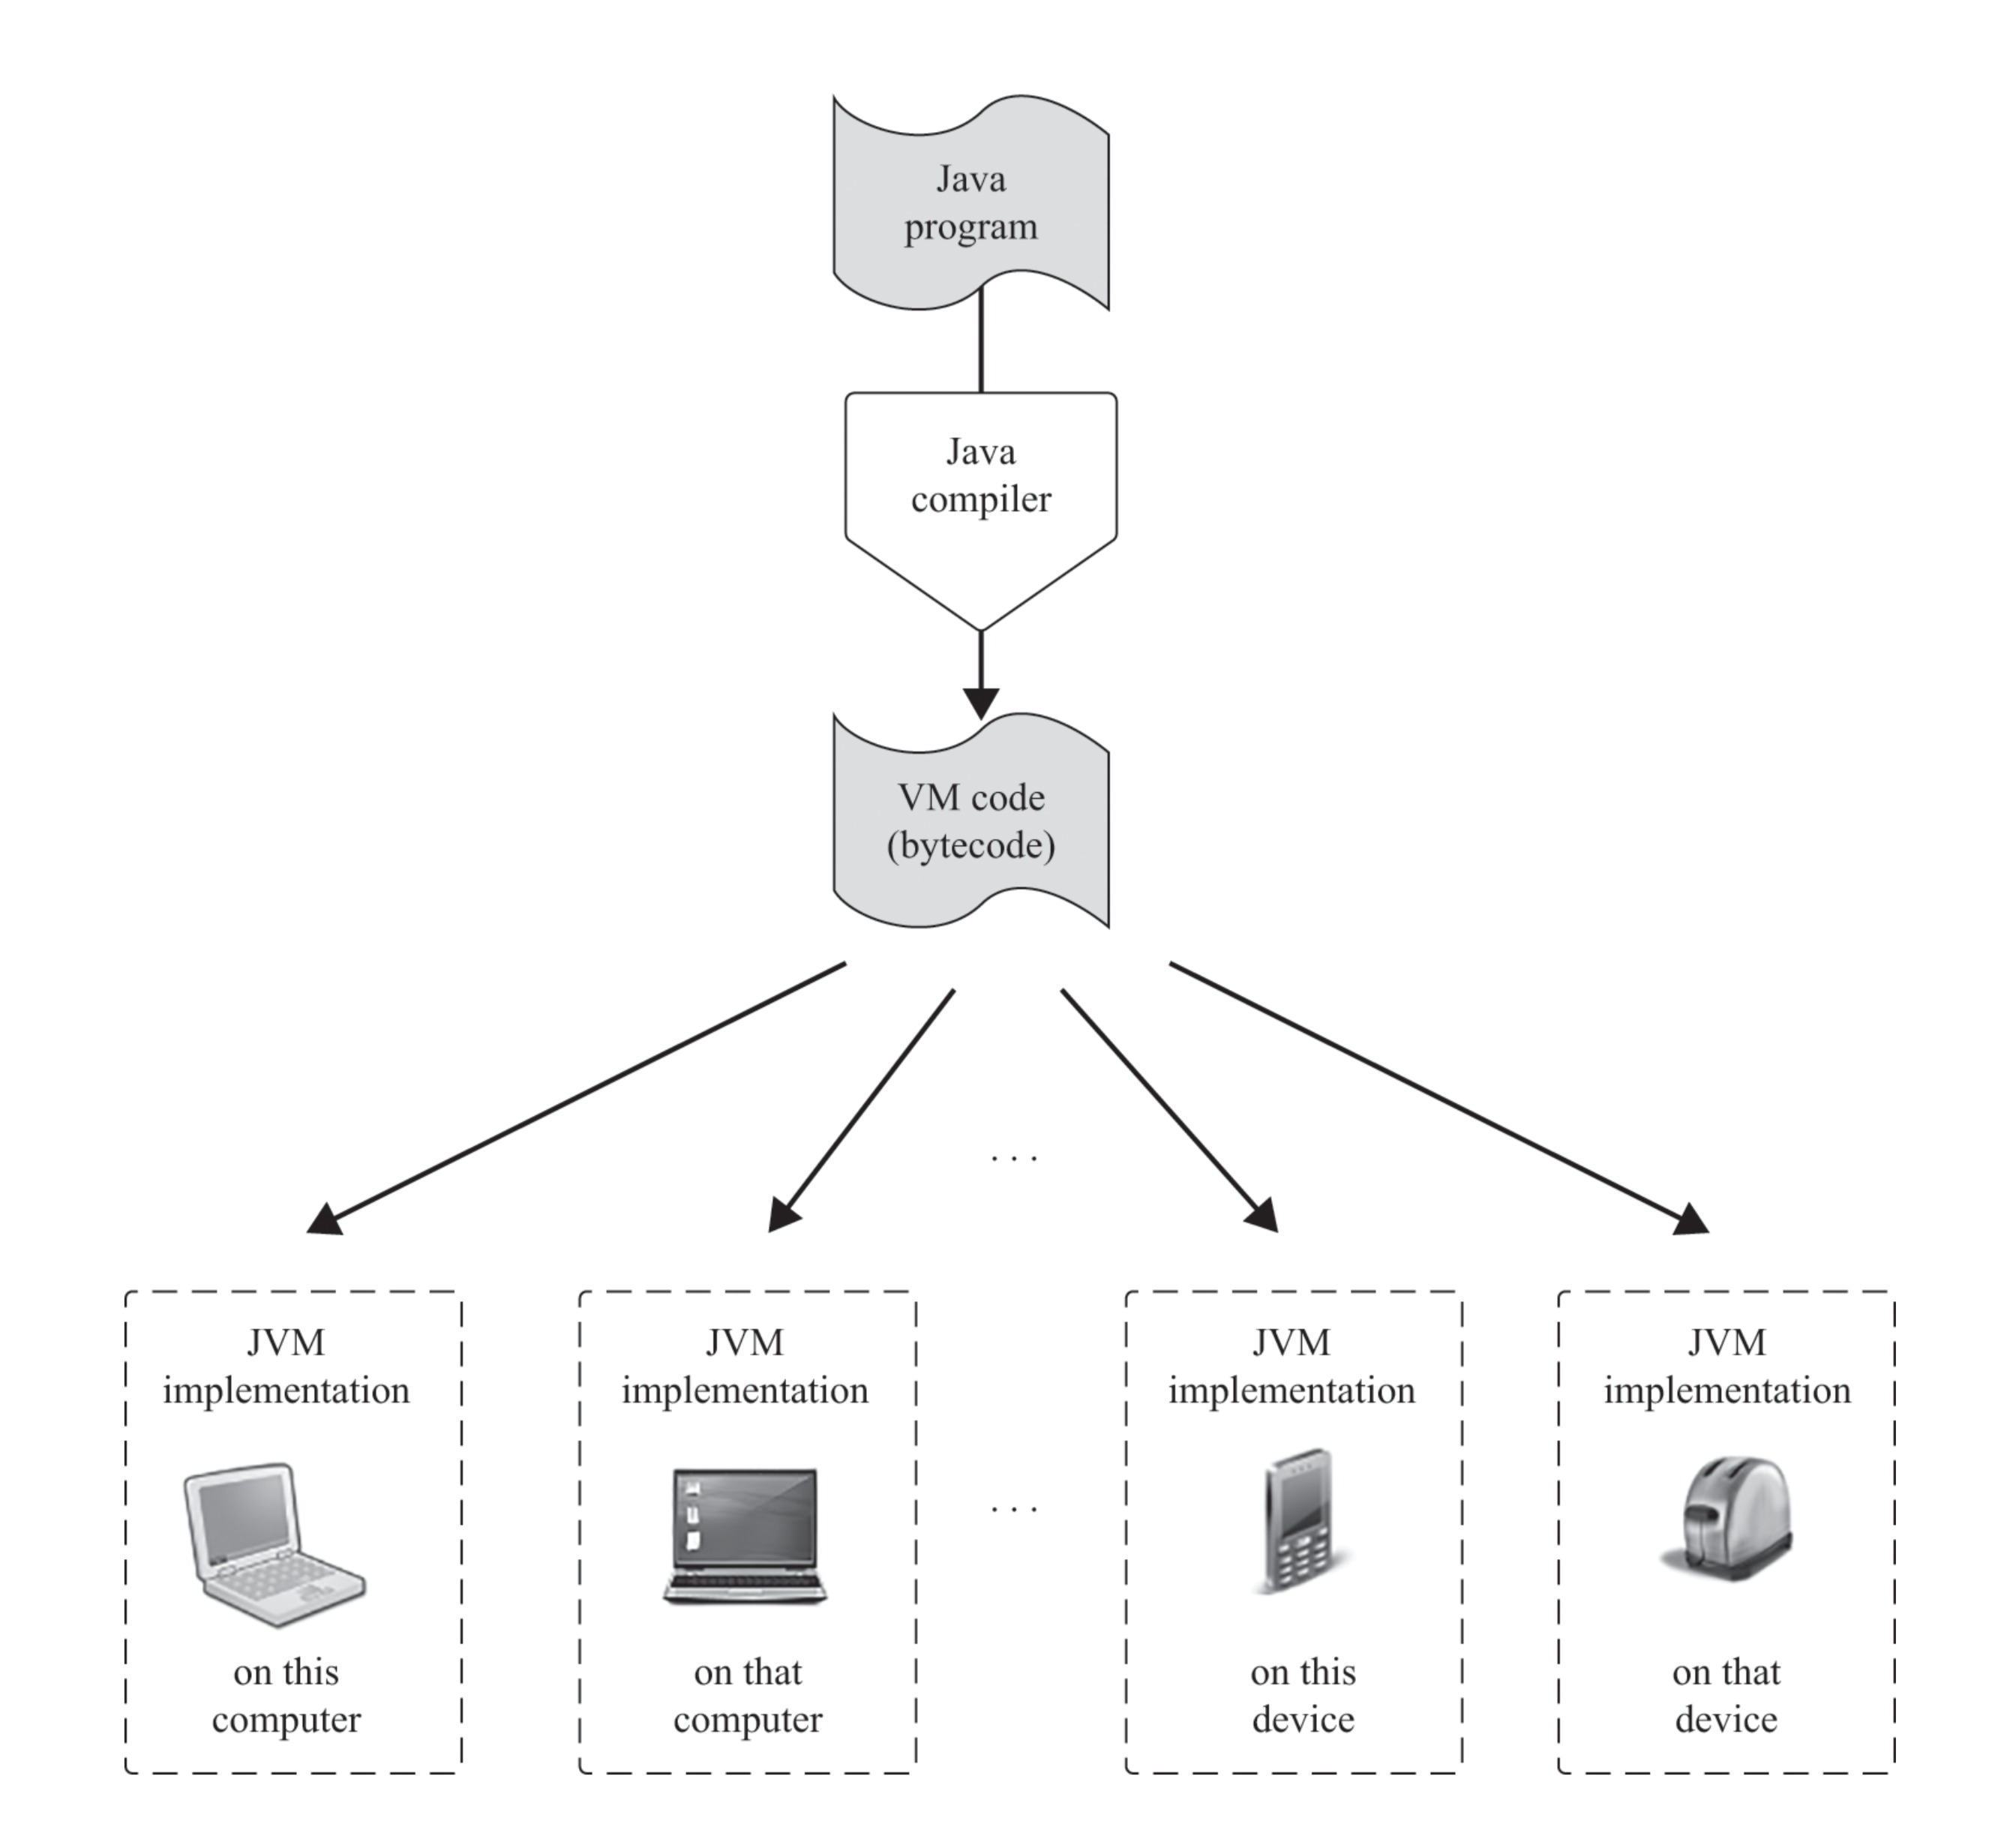 Java
program
Java
compiler
VM code
(bytecode)
. . .
JVM
implementation
JVM
implementation
JVM
implementation
JVM
implementation
. . .
on this
computer
on that
computer
on this
device
on that
device